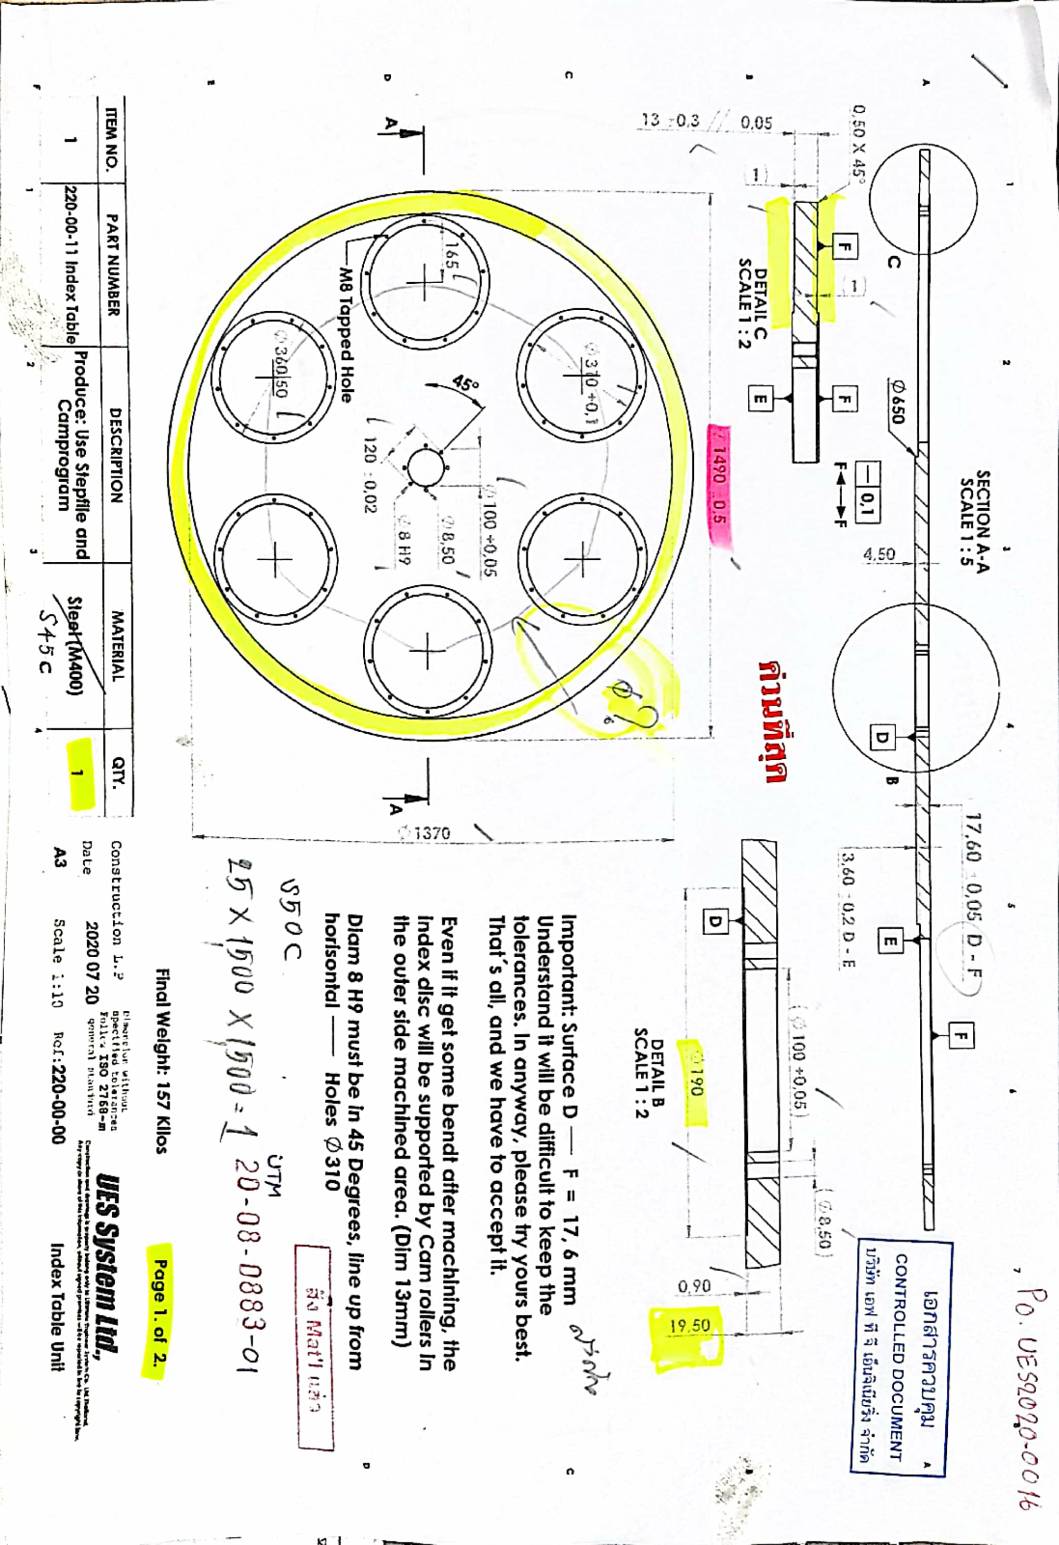 , Po. UES2020-0016
1 2 3 4 5 6
SECTION A-A
SCALE 1 : 5
17,60 0,05 D - F
F
เอกสารควบคุม
CONTROLLED DOCUMENT
บริษัท เอฟ ที จี เอ็นจิเนียริ่ง จำกัด
A
A
Ø650
C
4,50
D
B
E
0,1
F F
3,60 0,2 D - E
0,50 X 45°
F
1
F
(Ø8,50)
(Ø100 +0,05)
1
E
DETAIL C
SCALE 1 : 2
ด่วนที่สุด
D
B
13 0,3 // 0,05
1490 0,5
Ø190
0,90
19,50
DETAIL B
SCALE 1 : 2
Ø ?
Ø310 +0,1
C
Important: Surface D — F = 17, 6 mm
C
Understand it will be difficult to keep the
tolerances. In anyway, please try yours best.
That´s all, and we have to accept it.
Ø100 +0,05
45°
165
Ø8,50
Ø1370
Even if it get some bendt after machining, the
index disc will be supported by Cam rollers in
the outer side machined area. (Dim 13mm)
Ø8 H9
A
A
D
120 0,02
M8 Tapped Hole
Diam 8 H9 must be in 45 Degrees, line up from
horisontal — Holes Ø310
D
สั่ง Mat'l แล้ว
Ø360,50
S50C
UTM
25 X 1500 X 1500 = 1 20-08-0883-01
E
Final Weight: 157 Kilos
Page 1. of 2.
ITEM NO. PART NUMBER DESCRIPTION MATERIAL QTY.
1 220-00-11 Index Table Produce: Use Stepfile and Camprogram Steel (M400) 1
S45C
Construction L.P
Dimension without
specified tolerances
Follow ISO 2768-m
general standard
UES System Ltd.,
Date 2020 07 20
A3 Scale 1:10 Ref:220-00-00
Index Table Unit
F
1 2 3 4